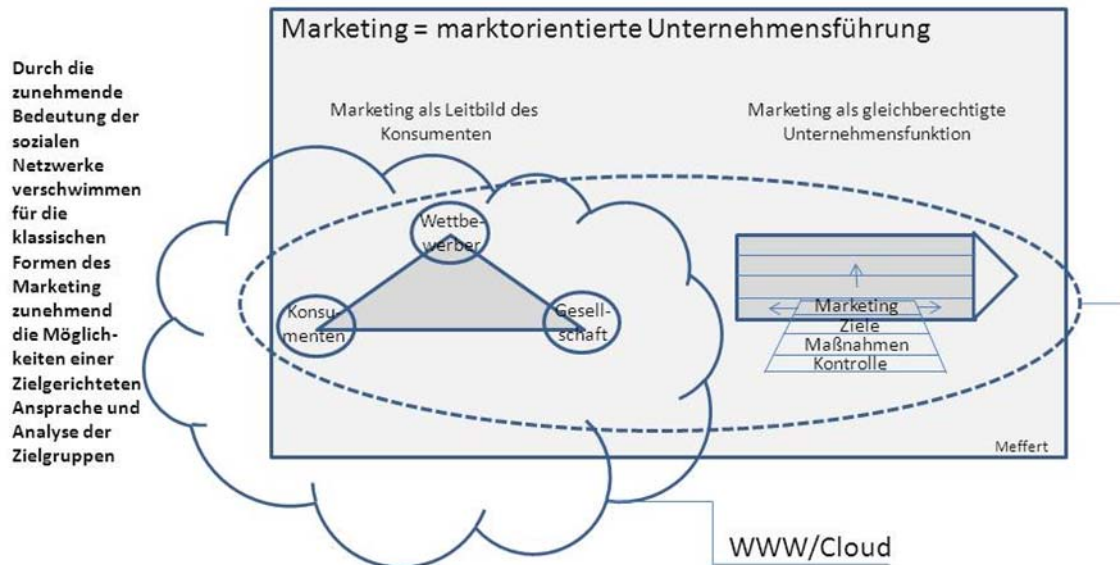 Marketing = marktorientierte Unternehmensführung
Durch die
zunehmende
Bedeutung der
sozialen
Netzwerke
verschwimmen
für die
klassischen
Formen des
Marketing
zunehmend
die Möglich-
keiten einer
Zielgerichteten
Ansprache und
Analyse der
Zielgruppen
Marketing als Leitbild des
Konsumenten
Marketing als gleichberechtigte
Unternehmensfunktion
Wettbe-
werber
Konsu-
menten
Gesell-
schaft
Marketing
Ziele
Maßnahmen
Kontrolle
Meffert
WWW/Cloud